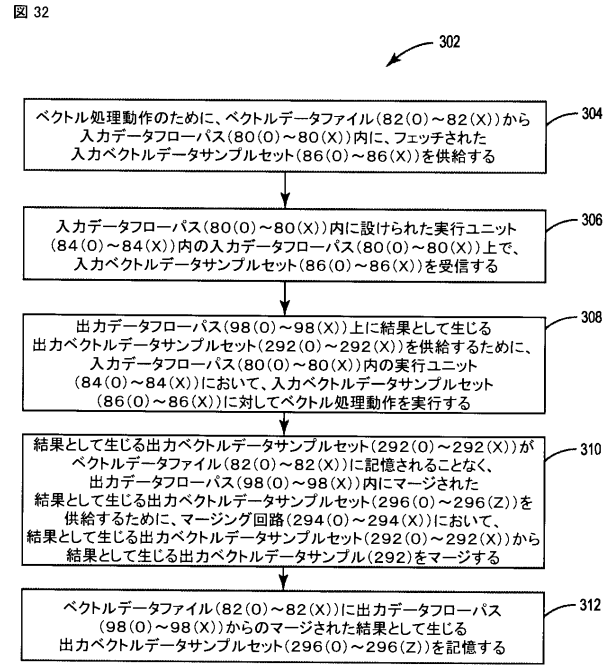 図 32
302
ベクトル処理動作のために、ベクトルデータファイル(82(0)～82(X))から
入力データフローパス(80(0)～80(X))内に、フェッチされた
入力ベクトルデータサンプルセット(86(0)～86(X))を供給する
304
入力データフローパス(80(0)～80(X))内に設けられた実行ユニット
(84(0)～84(X))内の入力データフローパス(80(0)～80(X))上で、
入力ベクトルデータサンプルセット(86(0)～86(X))を受信する
306
出力データフローパス(98(0)～98(X))上に結果として生じる
出力ベクトルデータサンプルセット(292(0)～292(X))を供給するために、
入力データフローパス(80(0)～80(X))内の実行ユニット
(84(0)～84(X))において、入力ベクトルデータサンプルセット
(86(0)～86(X))に対してベクトル処理動作を実行する
308
結果として生じる出力ベクトルデータサンプルセット(292(0)～292(X))が
ベクトルデータファイル(82(0)～82(X))に記憶されることなく、
出力データフローパス(98(0)～98(X))内にマージされた
結果として生じる出力ベクトルデータサンプルセット(296(0)～296(Z))を
供給するために、マージング回路(294(0)～294(X))において、
結果として生じる出力ベクトルデータサンプルセット(292(0)～292(X))から
結果として生じる出力ベクトルデータサンプル(292)をマージする
310
ベクトルデータファイル(82(0)～82(X))に出力データフローパス
(98(0)～98(X))からのマージされた結果として生じる
出力ベクトルデータサンプルセット(296(0)～296(Z))を記憶する
312